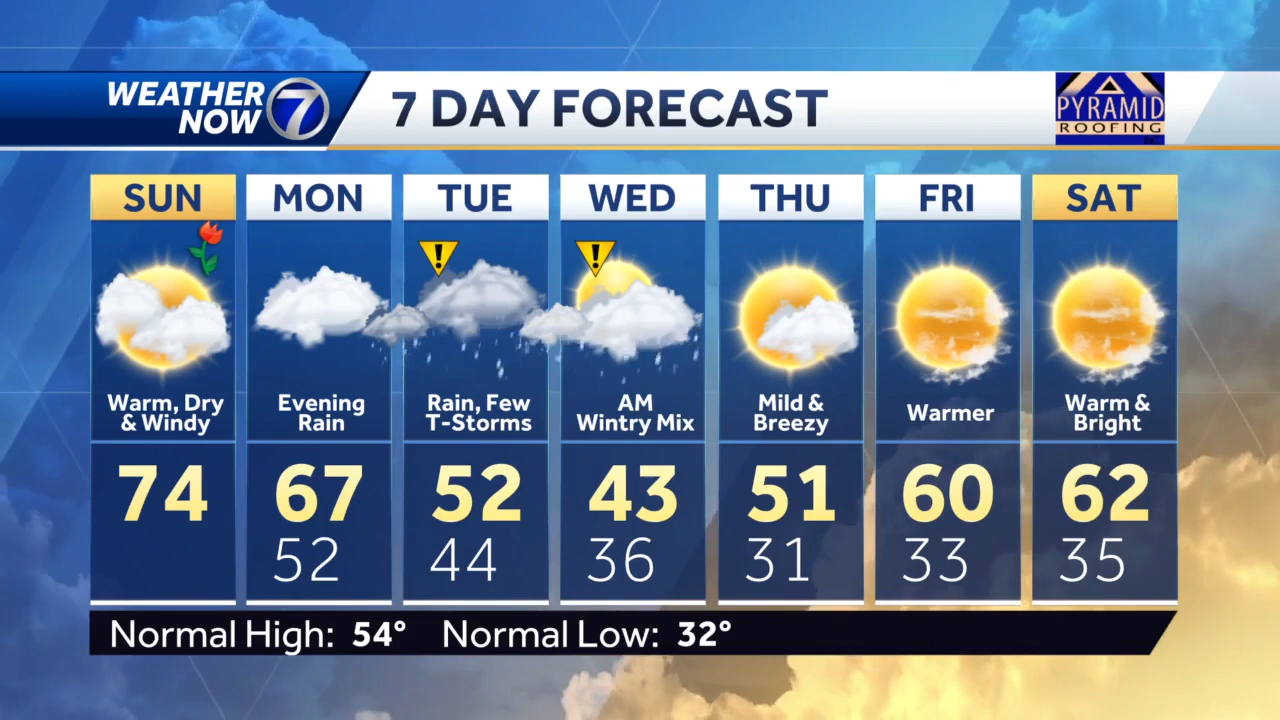 WEATHER
NOW 7
7 DAY FORECAST
PYRAMID
ROOFING
SUN MON TUE WED THU FRI SAT
! !
Warm, Dry
& Windy
Evening
Rain
Rain, Few
T-Storms
AM
Wintry Mix
Mild &
Breezy
Warmer
Warm &
Bright
74 67 52 43 51 60 62
52 44 36 31 33 35
Normal High: 54° Normal Low: 32°